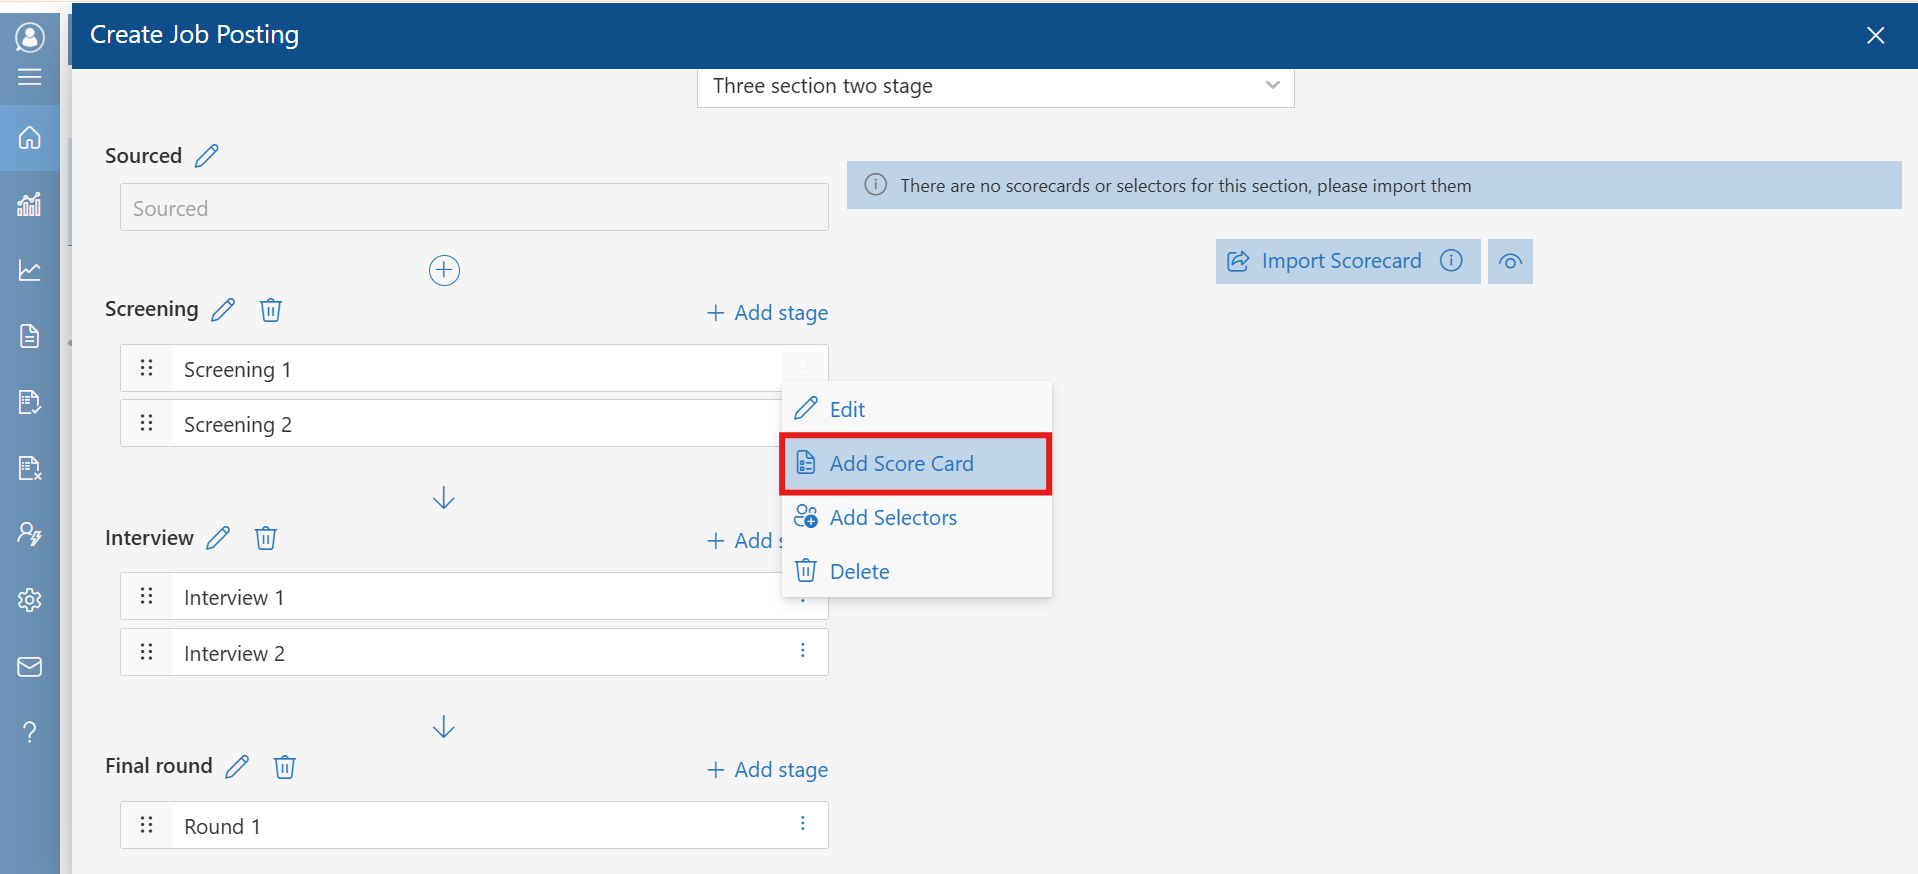 Create Job Posting
Three section two stage
Sourced
Sourced
There are no scorecards or selectors for this section, please import them
Import Scorecard
Screening
Add stage
Screening 1
Screening 2
Edit
Add Score Card
Add Selectors
Delete
Interview
Add s
Interview 1
Interview 2
Final round
Add stage
Round 1